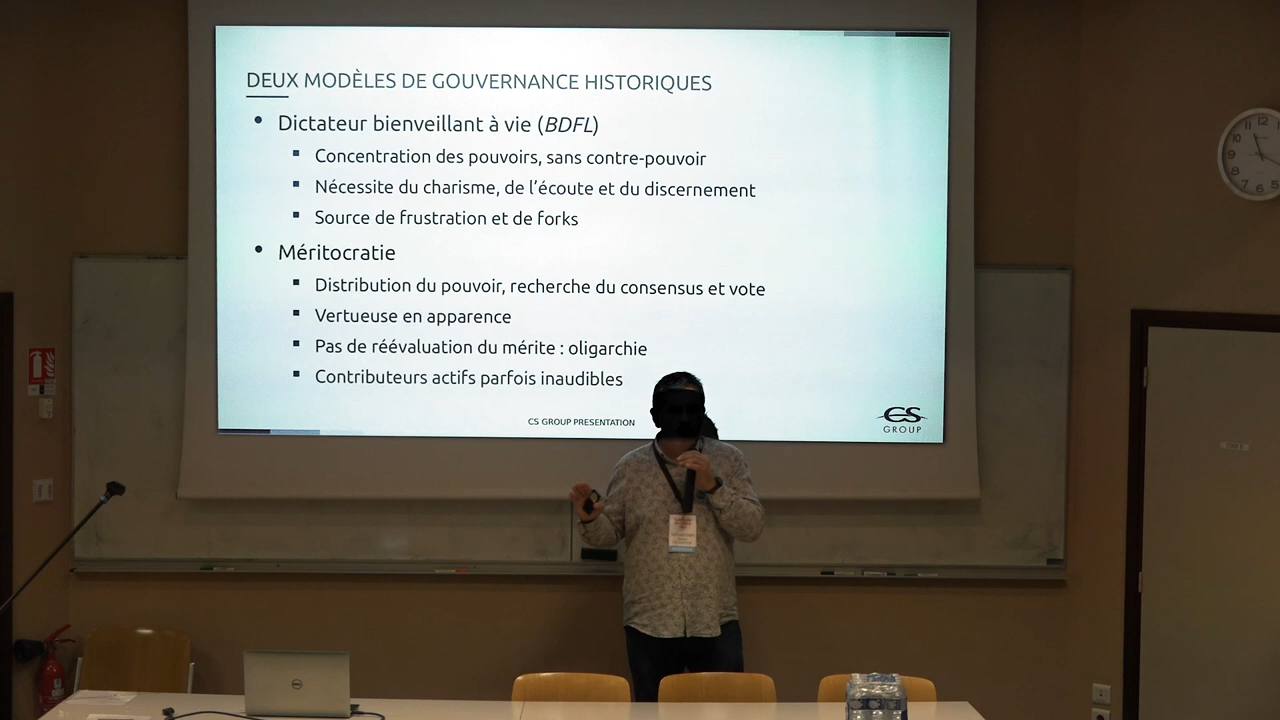 DEUX MODÈLES DE GOUVERNANCE HISTORIQUES
Dictateur bienveillant à vie (BDFL)
Concentration des pouvoirs, sans contre-pouvoir
Nécessite du charisme, de l'écoute et du discernement
Source de frustration et de forks
Méritocratie
Distribution du pouvoir, recherche du consensus et vote
Vertueuse en apparence
Pas de réévaluation du mérite : oligarchie
Contributeurs actifs parfois inaudibles
CS GROUP PRESENTATION
CS
GROUP